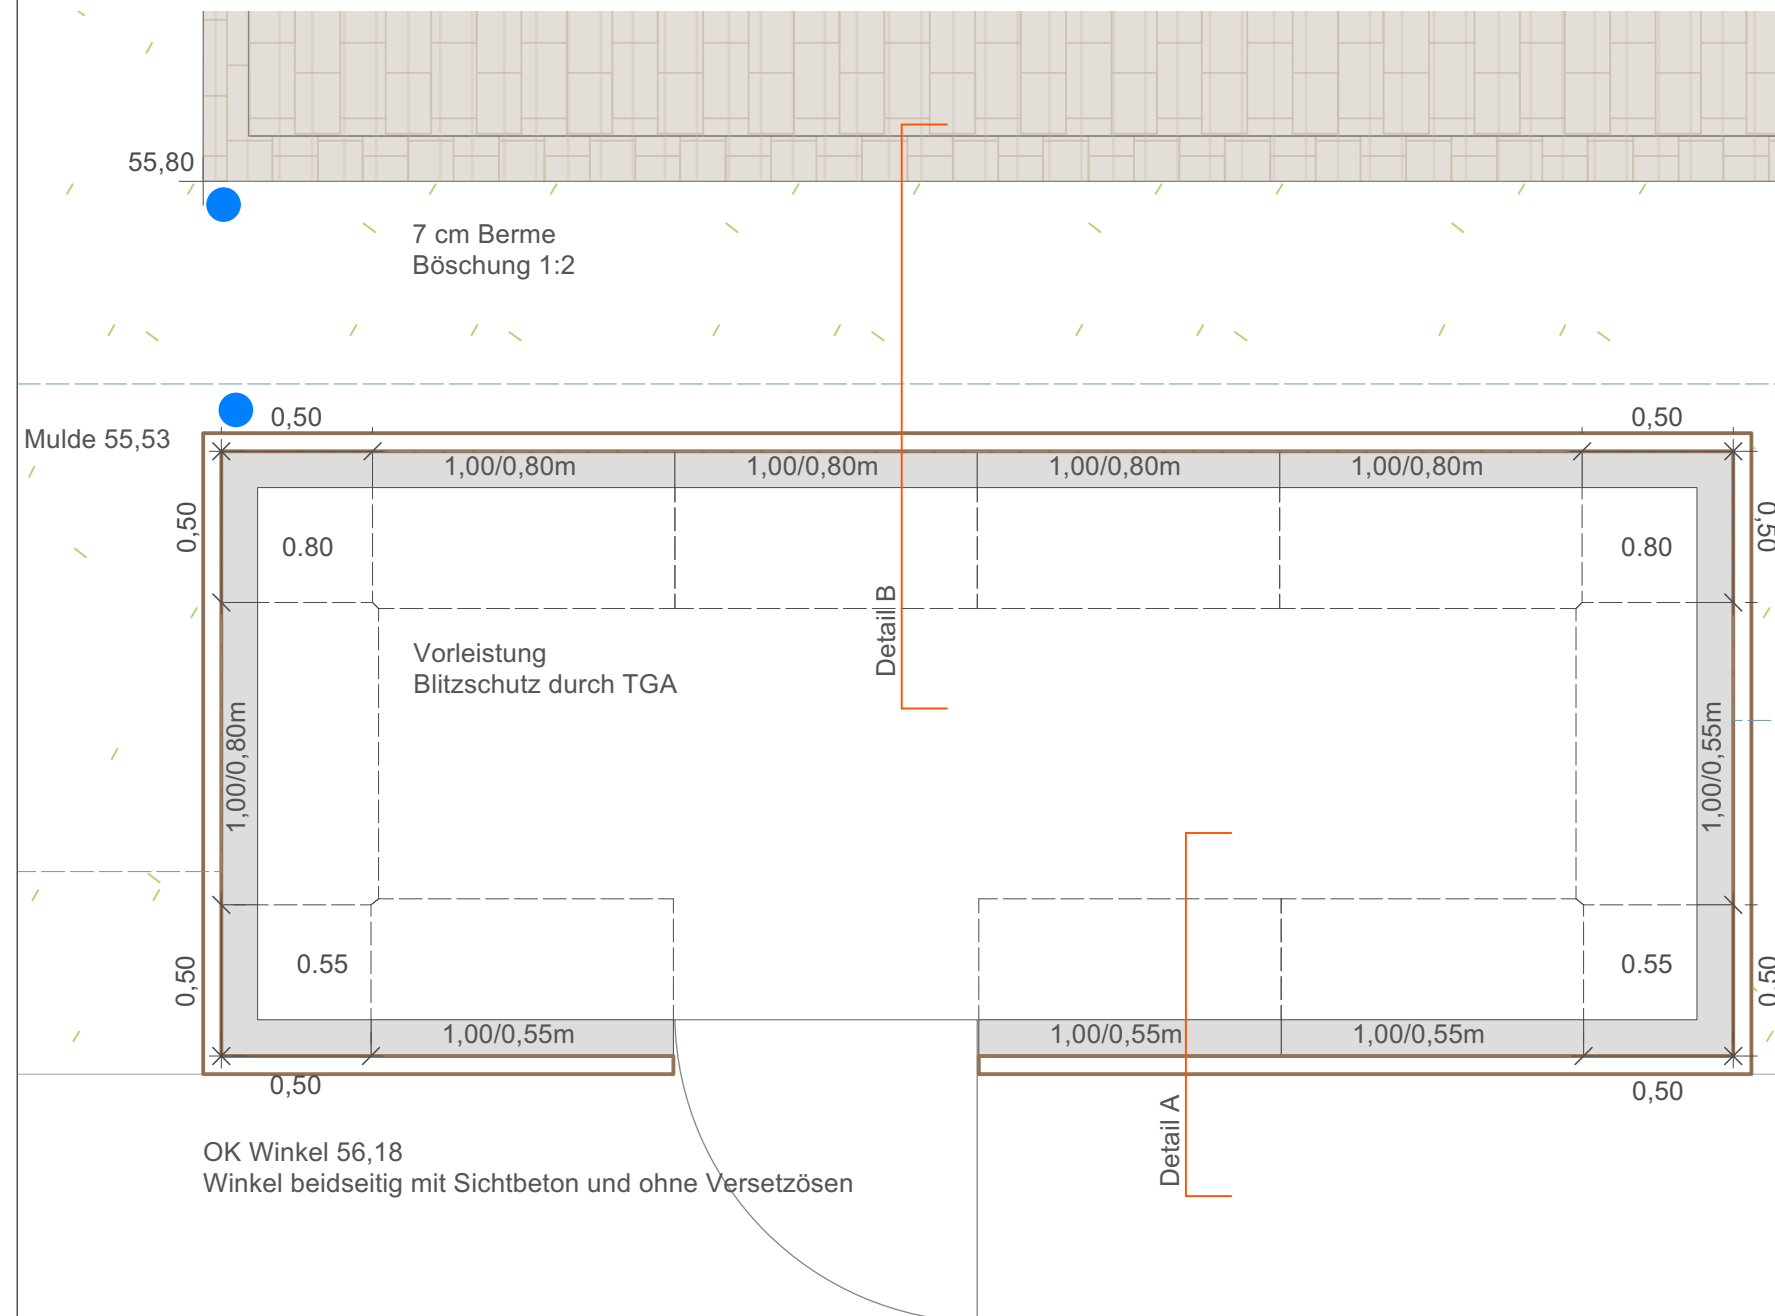 55,80
7 cm Berme
Böschung 1:2
0,50
0,50
Mulde 55,53
1,00/0,80m
1,00/0,80m
1,00/0,80m
1,00/0,80m
0,50
0,50
0.80
0.80
Detail B
Vorleistung
Blitzschutz durch TGA
1,00/0,80m
1,00/0,55m
0,50
0.55
0.55
0,50
1,00/0,55m
1,00/0,55m
1,00/0,55m
0,50
0,50
Detail A
OK Winkel 56,18
Winkel beidseitig mit Sichtbeton und ohne Versetzösen